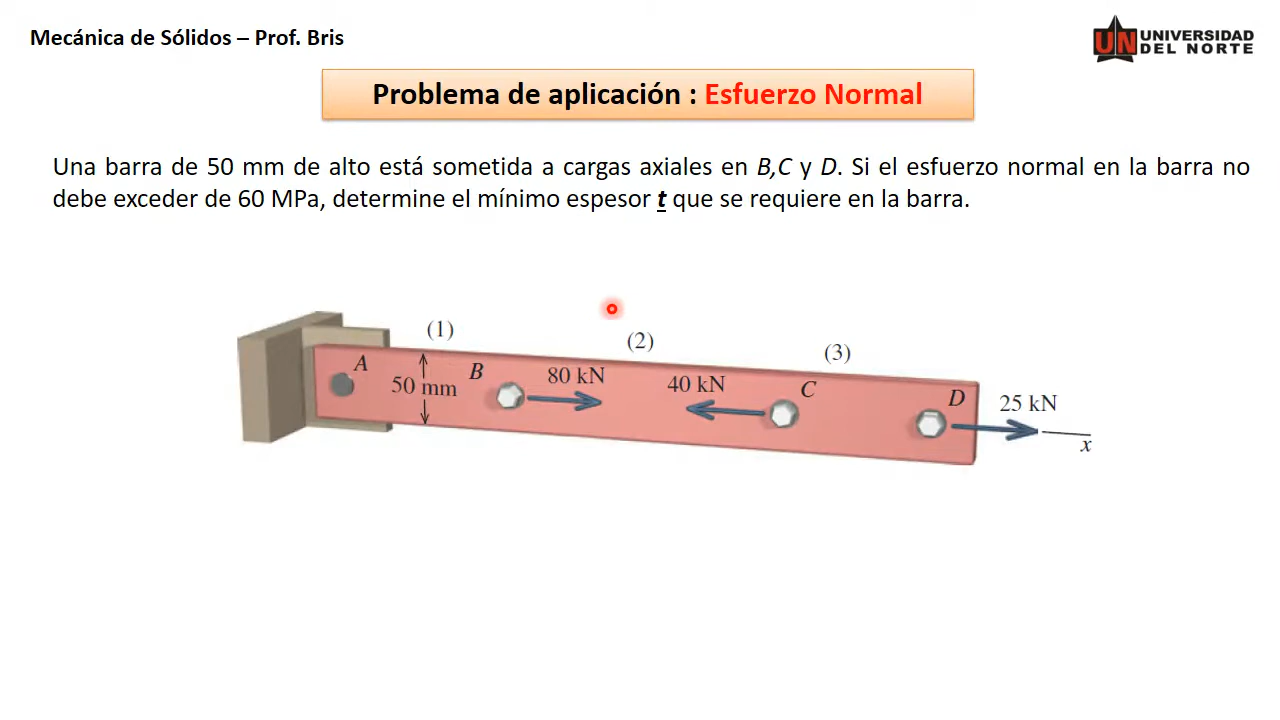 Mecánica de Sólidos – Prof. Bris
UN UNIVERSIDAD
DEL NORTE
Problema de aplicación : Esfuerzo Normal
Una barra de 50 mm de alto está sometida a cargas axiales en B,C y D. Si el esfuerzo normal en la barra no
debe exceder de 60 MPa, determine el mínimo espesor t que se requiere en la barra.
(1)
(2)
(3)
A
50 mm
B
80 kN
40 kN
C
D
25 kN
x